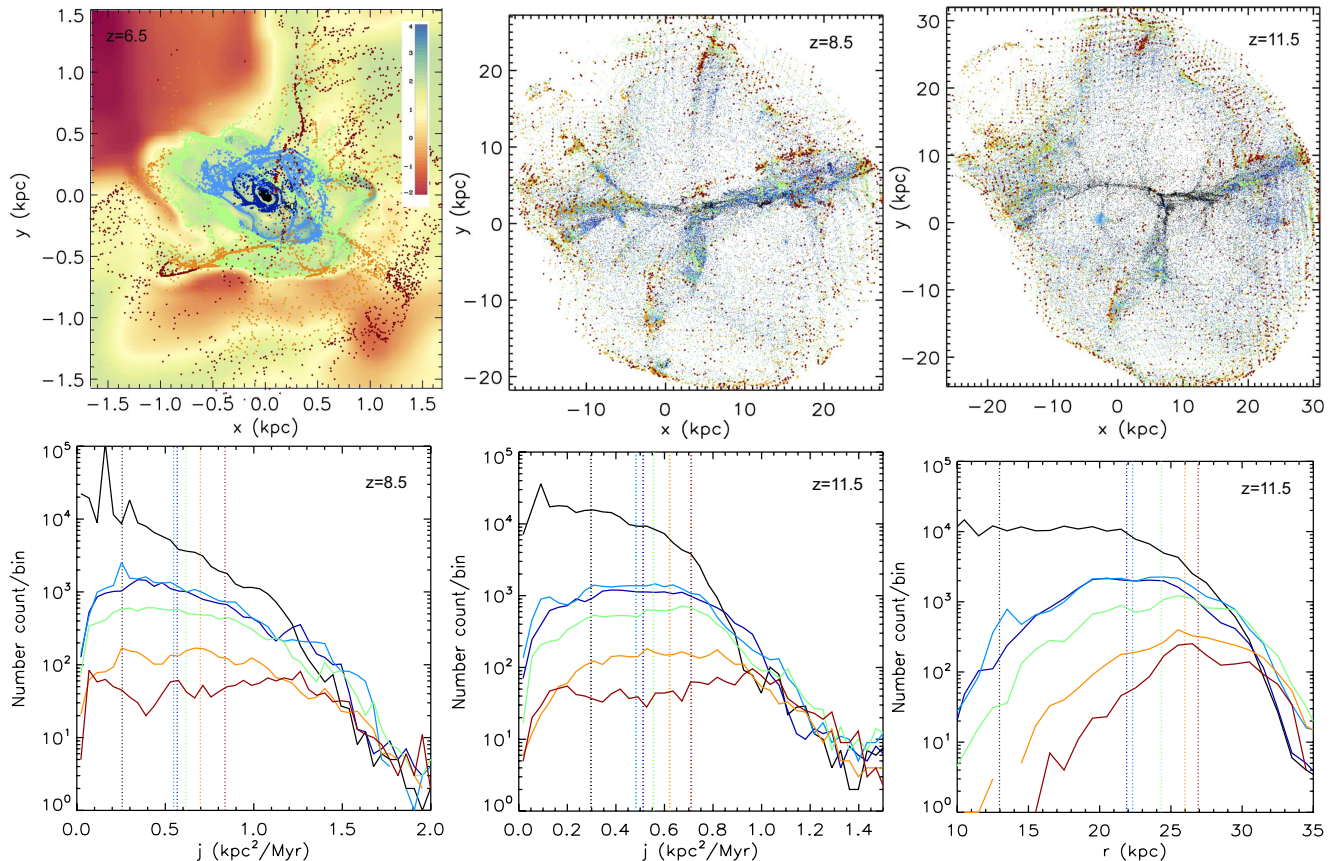 z=6.5
4
3
2
1
0
−1
−2
1.5
1.0
0.5
0.0
−0.5
−1.0
−1.5
y (kpc)
−1.5 −1.0 −0.5 0.0 0.5 1.0 1.5
x (kpc)
z=8.5
20
10
0
−10
−20
y (kpc)
−10 0 10 20
x (kpc)
z=11.5
30
20
10
0
−10
−20
y (kpc)
−20 −10 0 10 20 30
x (kpc)
z=8.5
10^5
10^4
10^3
10^2
10^1
10^0
Number count/bin
0.0 0.5 1.0 1.5 2.0
j (kpc^2/Myr)
z=11.5
10^5
10^4
10^3
10^2
10^1
10^0
Number count/bin
0.0 0.2 0.4 0.6 0.8 1.0 1.2 1.4
j (kpc^2/Myr)
z=11.5
10^5
10^4
10^3
10^2
10^1
10^0
Number count/bin
10 15 20 25 30 35
r (kpc)